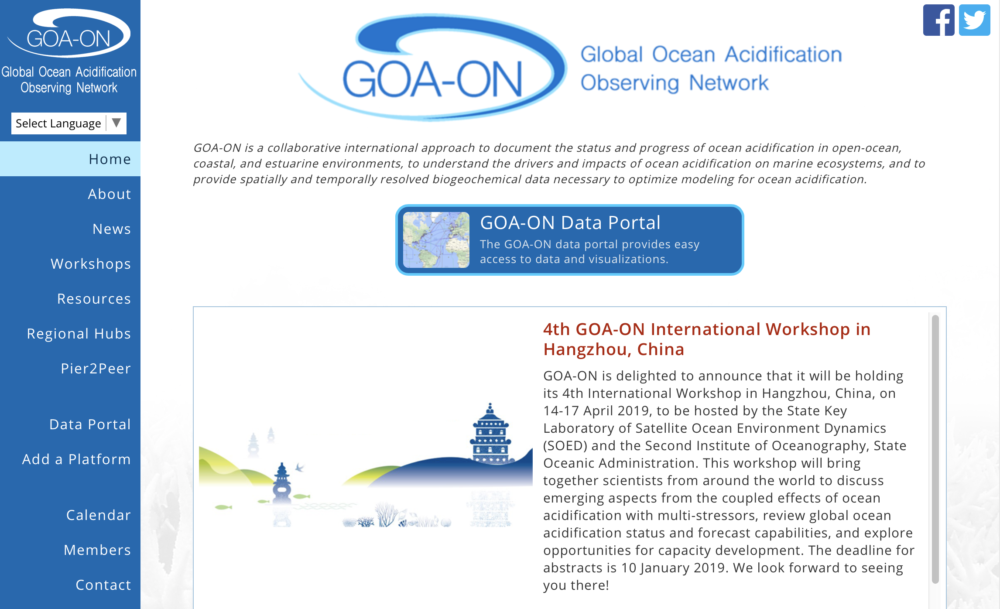 GOA-ON
Global Ocean Acidification
Observing Network
Select Language ▼
Home
About
News
Workshops
Resources
Regional Hubs
Pier2Peer
Data Portal
Add a Platform
Calendar
Members
Contact
GOA-ON
Global Ocean Acidification
Observing Network
GOA-ON is a collaborative international approach to document the status and progress of ocean acidification in open-ocean,
coastal, and estuarine environments, to understand the drivers and impacts of ocean acidification on marine ecosystems, and to
provide spatially and temporally resolved biogeochemical data necessary to optimize modeling for ocean acidification.
GOA-ON Data Portal
The GOA-ON data portal provides easy
access to data and visualizations.
4th GOA-ON International Workshop in
Hangzhou, China
GOA-ON is delighted to announce that it will be holding
its 4th International Workshop in Hangzhou, China, on
14-17 April 2019, to be hosted by the State Key
Laboratory of Satellite Ocean Environment Dynamics
(SOED) and the Second Institute of Oceanography, State
Oceanic Administration. This workshop will bring
together scientists from around the world to discuss
emerging aspects from the coupled effects of ocean
acidification with multi-stressors, review global ocean
acidification status and forecast capabilities, and explore
opportunities for capacity development. The deadline for
abstracts is 10 January 2019. We look forward to seeing
you there!